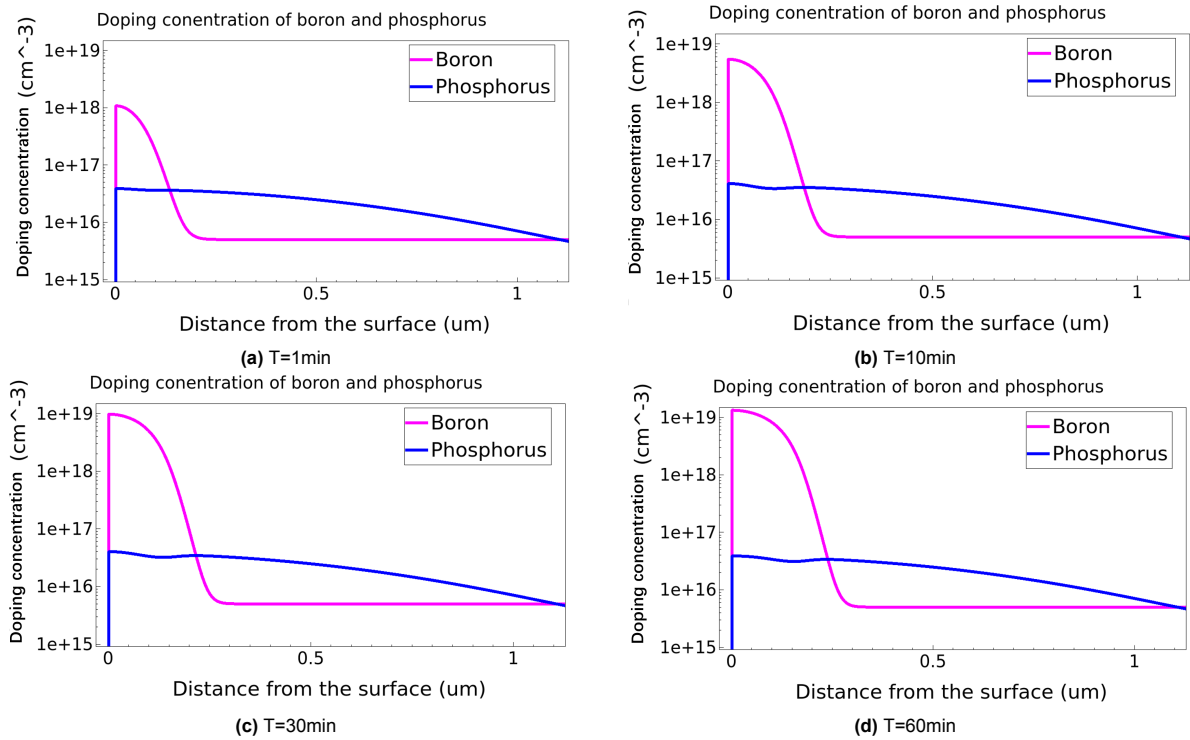 Doping conentration of boron and phosphorus
Doping concentration (cm^-3)
1e+19
1e+18
1e+17
1e+16
1e+15
Boron
Phosphorus
0 0.5 1
Distance from the surface (um)
(a) T=1min
Doping conentration of boron and phosphorus
Doping concentration (cm^-3)
1e+19
1e+18
1e+17
1e+16
1e+15
Boron
Phosphorus
0 0.5 1
Distance from the surface (um)
(b) T=10min
Doping conentration of boron and phosphorus
Doping concentration (cm^-3)
1e+19
1e+18
1e+17
1e+16
1e+15
Boron
Phosphorus
0 0.5 1
Distance from the surface (um)
(c) T=30min
Doping conentration of boron and phosphorus
Doping concentration (cm^-3)
1e+19
1e+18
1e+17
1e+16
1e+15
Boron
Phosphorus
0 0.5 1
Distance from the surface (um)
(d) T=60min